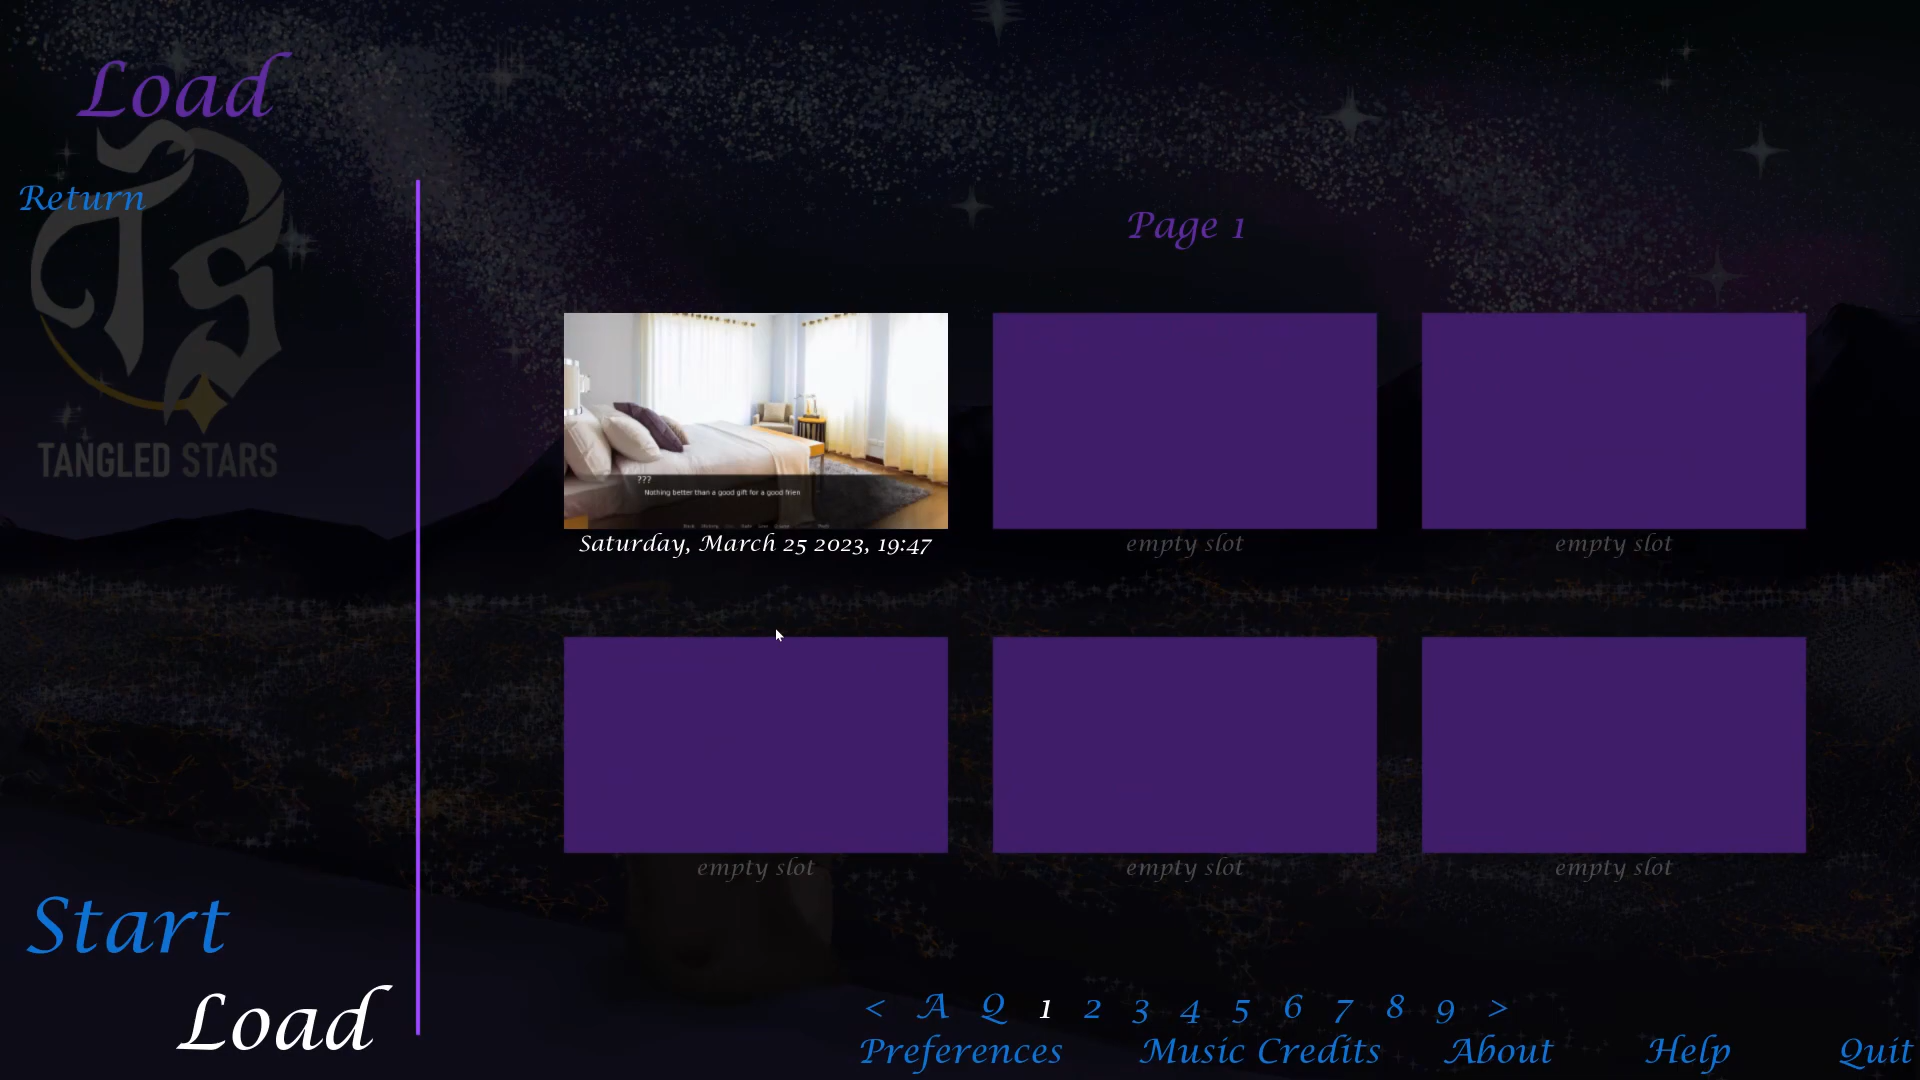 Load
Return
TS
TANGLED STARS
Page 1
???
Nothing better than a good gift for a good frien
Saturday, March 25 2023, 19:47
empty slot
empty slot
empty slot
empty slot
empty slot
Start
Load
< A Q 1 2 3 4 5 6 7 8 9 >
Preferences Music Credits About Help Quit